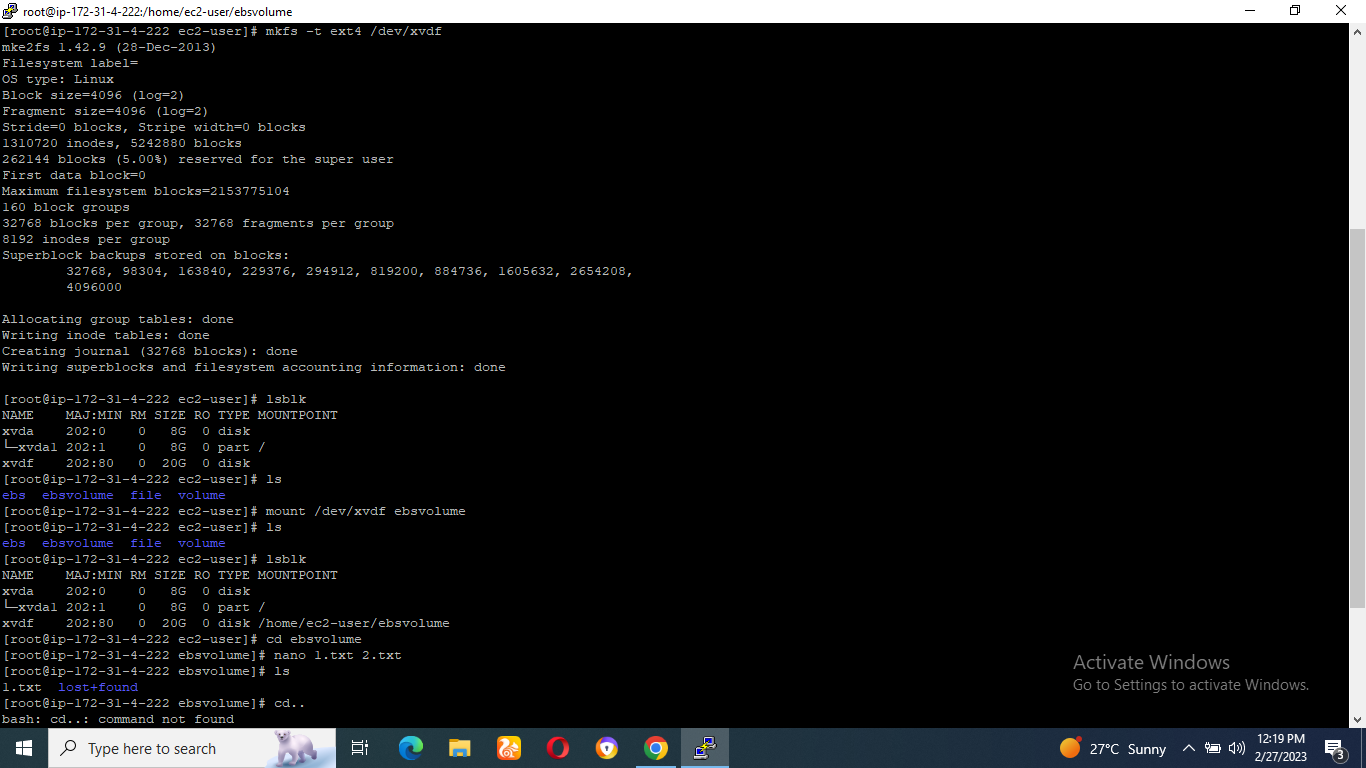 root@ip-172-31-4-222:/home/ec2-user/ebsvolume
[root@ip-172-31-4-222 ec2-user]# mkfs -t ext4 /dev/xvdf
mke2fs 1.42.9 (28-Dec-2013)
Filesystem label=
OS type: Linux
Block size=4096 (log=2)
Fragment size=4096 (log=2)
Stride=0 blocks, Stripe width=0 blocks
1310720 inodes, 5242880 blocks
262144 blocks (5.00%) reserved for the super user
First data block=0
Maximum filesystem blocks=2153775104
160 block groups
32768 blocks per group, 32768 fragments per group
8192 inodes per group
Superblock backups stored on blocks:
        32768, 98304, 163840, 229376, 294912, 819200, 884736, 1605632, 2654208,
        4096000

Allocating group tables: done
Writing inode tables: done
Creating journal (32768 blocks): done
Writing superblocks and filesystem accounting information: done

[root@ip-172-31-4-222 ec2-user]# lsblk
NAME    MAJ:MIN RM SIZE RO TYPE MOUNTPOINT
xvda    202:0    0   8G  0 disk
└─xvda1 202:1    0   8G  0 part /
xvdf    202:80   0  20G  0 disk
[root@ip-172-31-4-222 ec2-user]# ls
ebs  ebsvolume  file  volume
[root@ip-172-31-4-222 ec2-user]# mount /dev/xvdf ebsvolume
[root@ip-172-31-4-222 ec2-user]# ls
ebs  ebsvolume  file  volume
[root@ip-172-31-4-222 ec2-user]# lsblk
NAME    MAJ:MIN RM SIZE RO TYPE MOUNTPOINT
xvda    202:0    0   8G  0 disk
└─xvda1 202:1    0   8G  0 part /
xvdf    202:80   0  20G  0 disk /home/ec2-user/ebsvolume
[root@ip-172-31-4-222 ec2-user]# cd ebsvolume
[root@ip-172-31-4-222 ebsvolume]# nano 1.txt 2.txt
[root@ip-172-31-4-222 ebsvolume]# ls
1.txt  lost+found
[root@ip-172-31-4-222 ebsvolume]# cd..
bash: cd..: command not found
Activate Windows
Go to Settings to activate Windows.
Type here to search
27°C Sunny
12:19 PM
2/27/2023
3